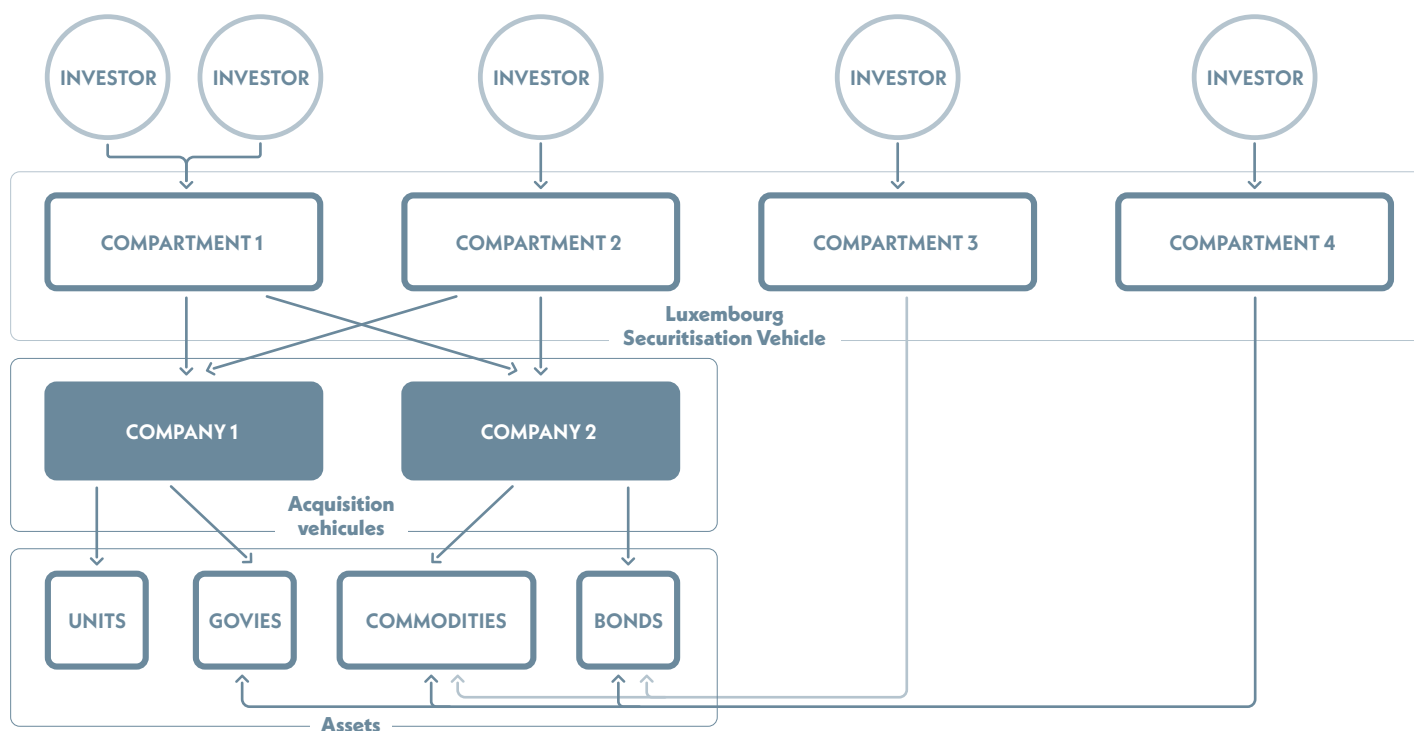 INVESTOR
INVESTOR
INVESTOR
INVESTOR
INVESTOR
COMPARTMENT 1
COMPARTMENT 2
COMPARTMENT 3
COMPARTMENT 4
Luxembourg
Securitisation Vehicle
COMPANY 1
COMPANY 2
Acquisition
vehicules
UNITS
GOVIES
COMMODITIES
BONDS
Assets